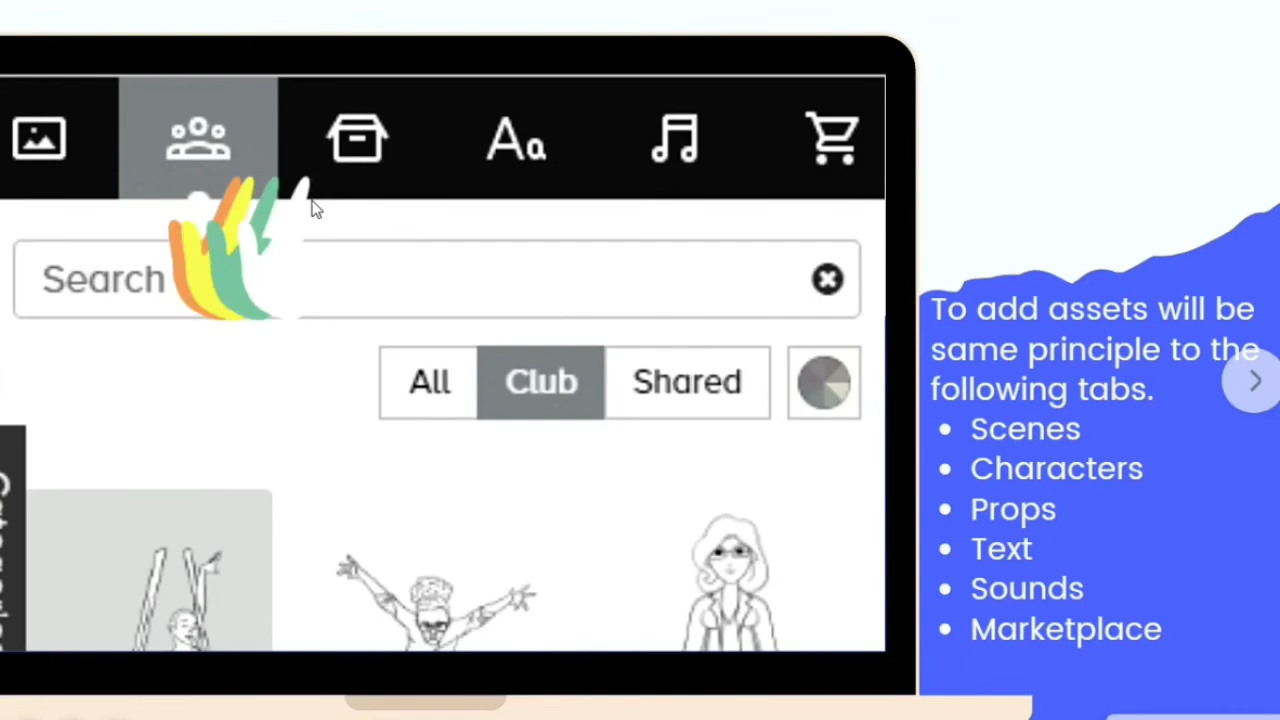 Aa
Search
All Club Shared
To add assets will be
same principle to the
following tabs.
• Scenes
• Characters
• Props
• Text
• Sounds
• Marketplace